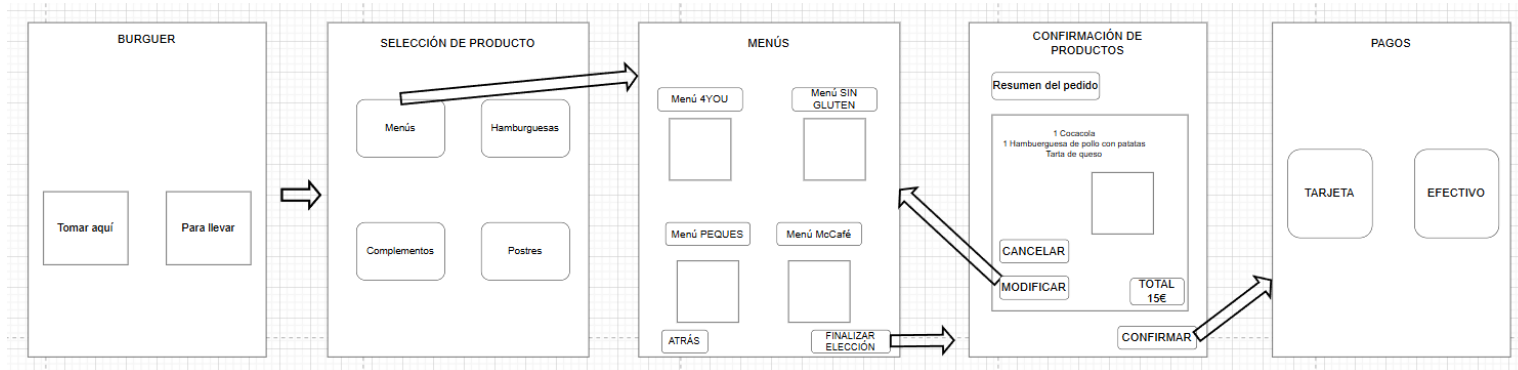 BURGUER
Tomar aquí
Para llevar
SELECCIÓN DE PRODUCTO
Menús
Hamburguesas
Complementos
Postres
MENÚS
Menú 4YOU
Menú SIN
GLUTEN
Menú PEQUES
Menú McCafé
ATRÁS
FINALIZAR
ELECCIÓN
CONFIRMACIÓN DE
PRODUCTOS
Resumen del pedido
1 Cocacola
1 Hambuerguesa de pollo con patatas
Tarta de queso
CANCELAR
MODIFICAR
TOTAL
15€
CONFIRMAR
PAGOS
TARJETA
EFECTIVO